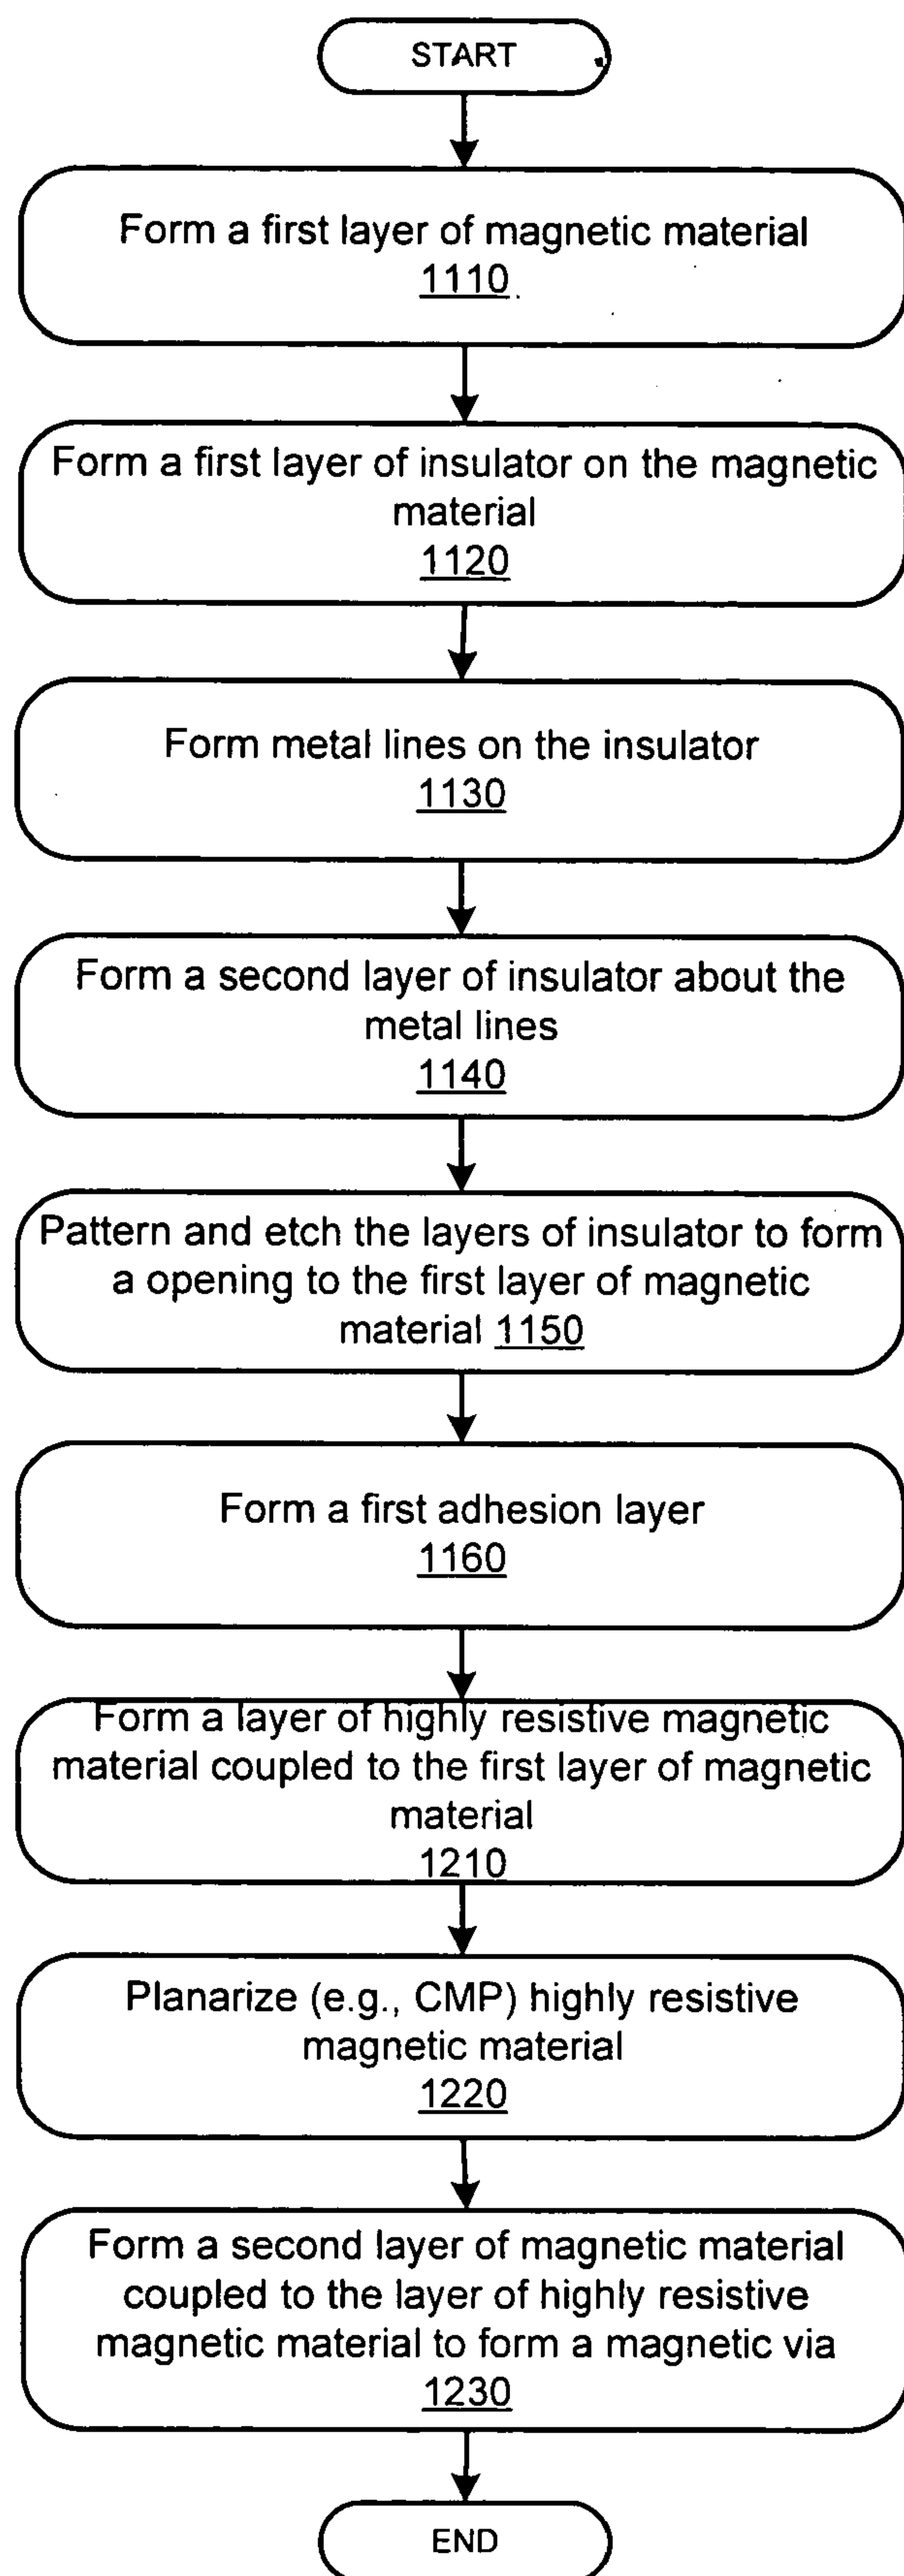 START
Form a first layer of magnetic material
1110
Form a first layer of insulator on the magnetic
material
1120
Form metal lines on the insulator
1130
Form a second layer of insulator about the
metal lines
1140
Pattern and etch the layers of insulator to form
a opening to the first layer of magnetic
material 1150
Form a first adhesion layer
1160
Form a layer of highly resistive magnetic
material coupled to the first layer of magnetic
material
1210
Planarize (e.g., CMP) highly resistive
magnetic material
1220
Form a second layer of magnetic material
coupled to the layer of highly resistive
magnetic material to form a magnetic via
1230
END